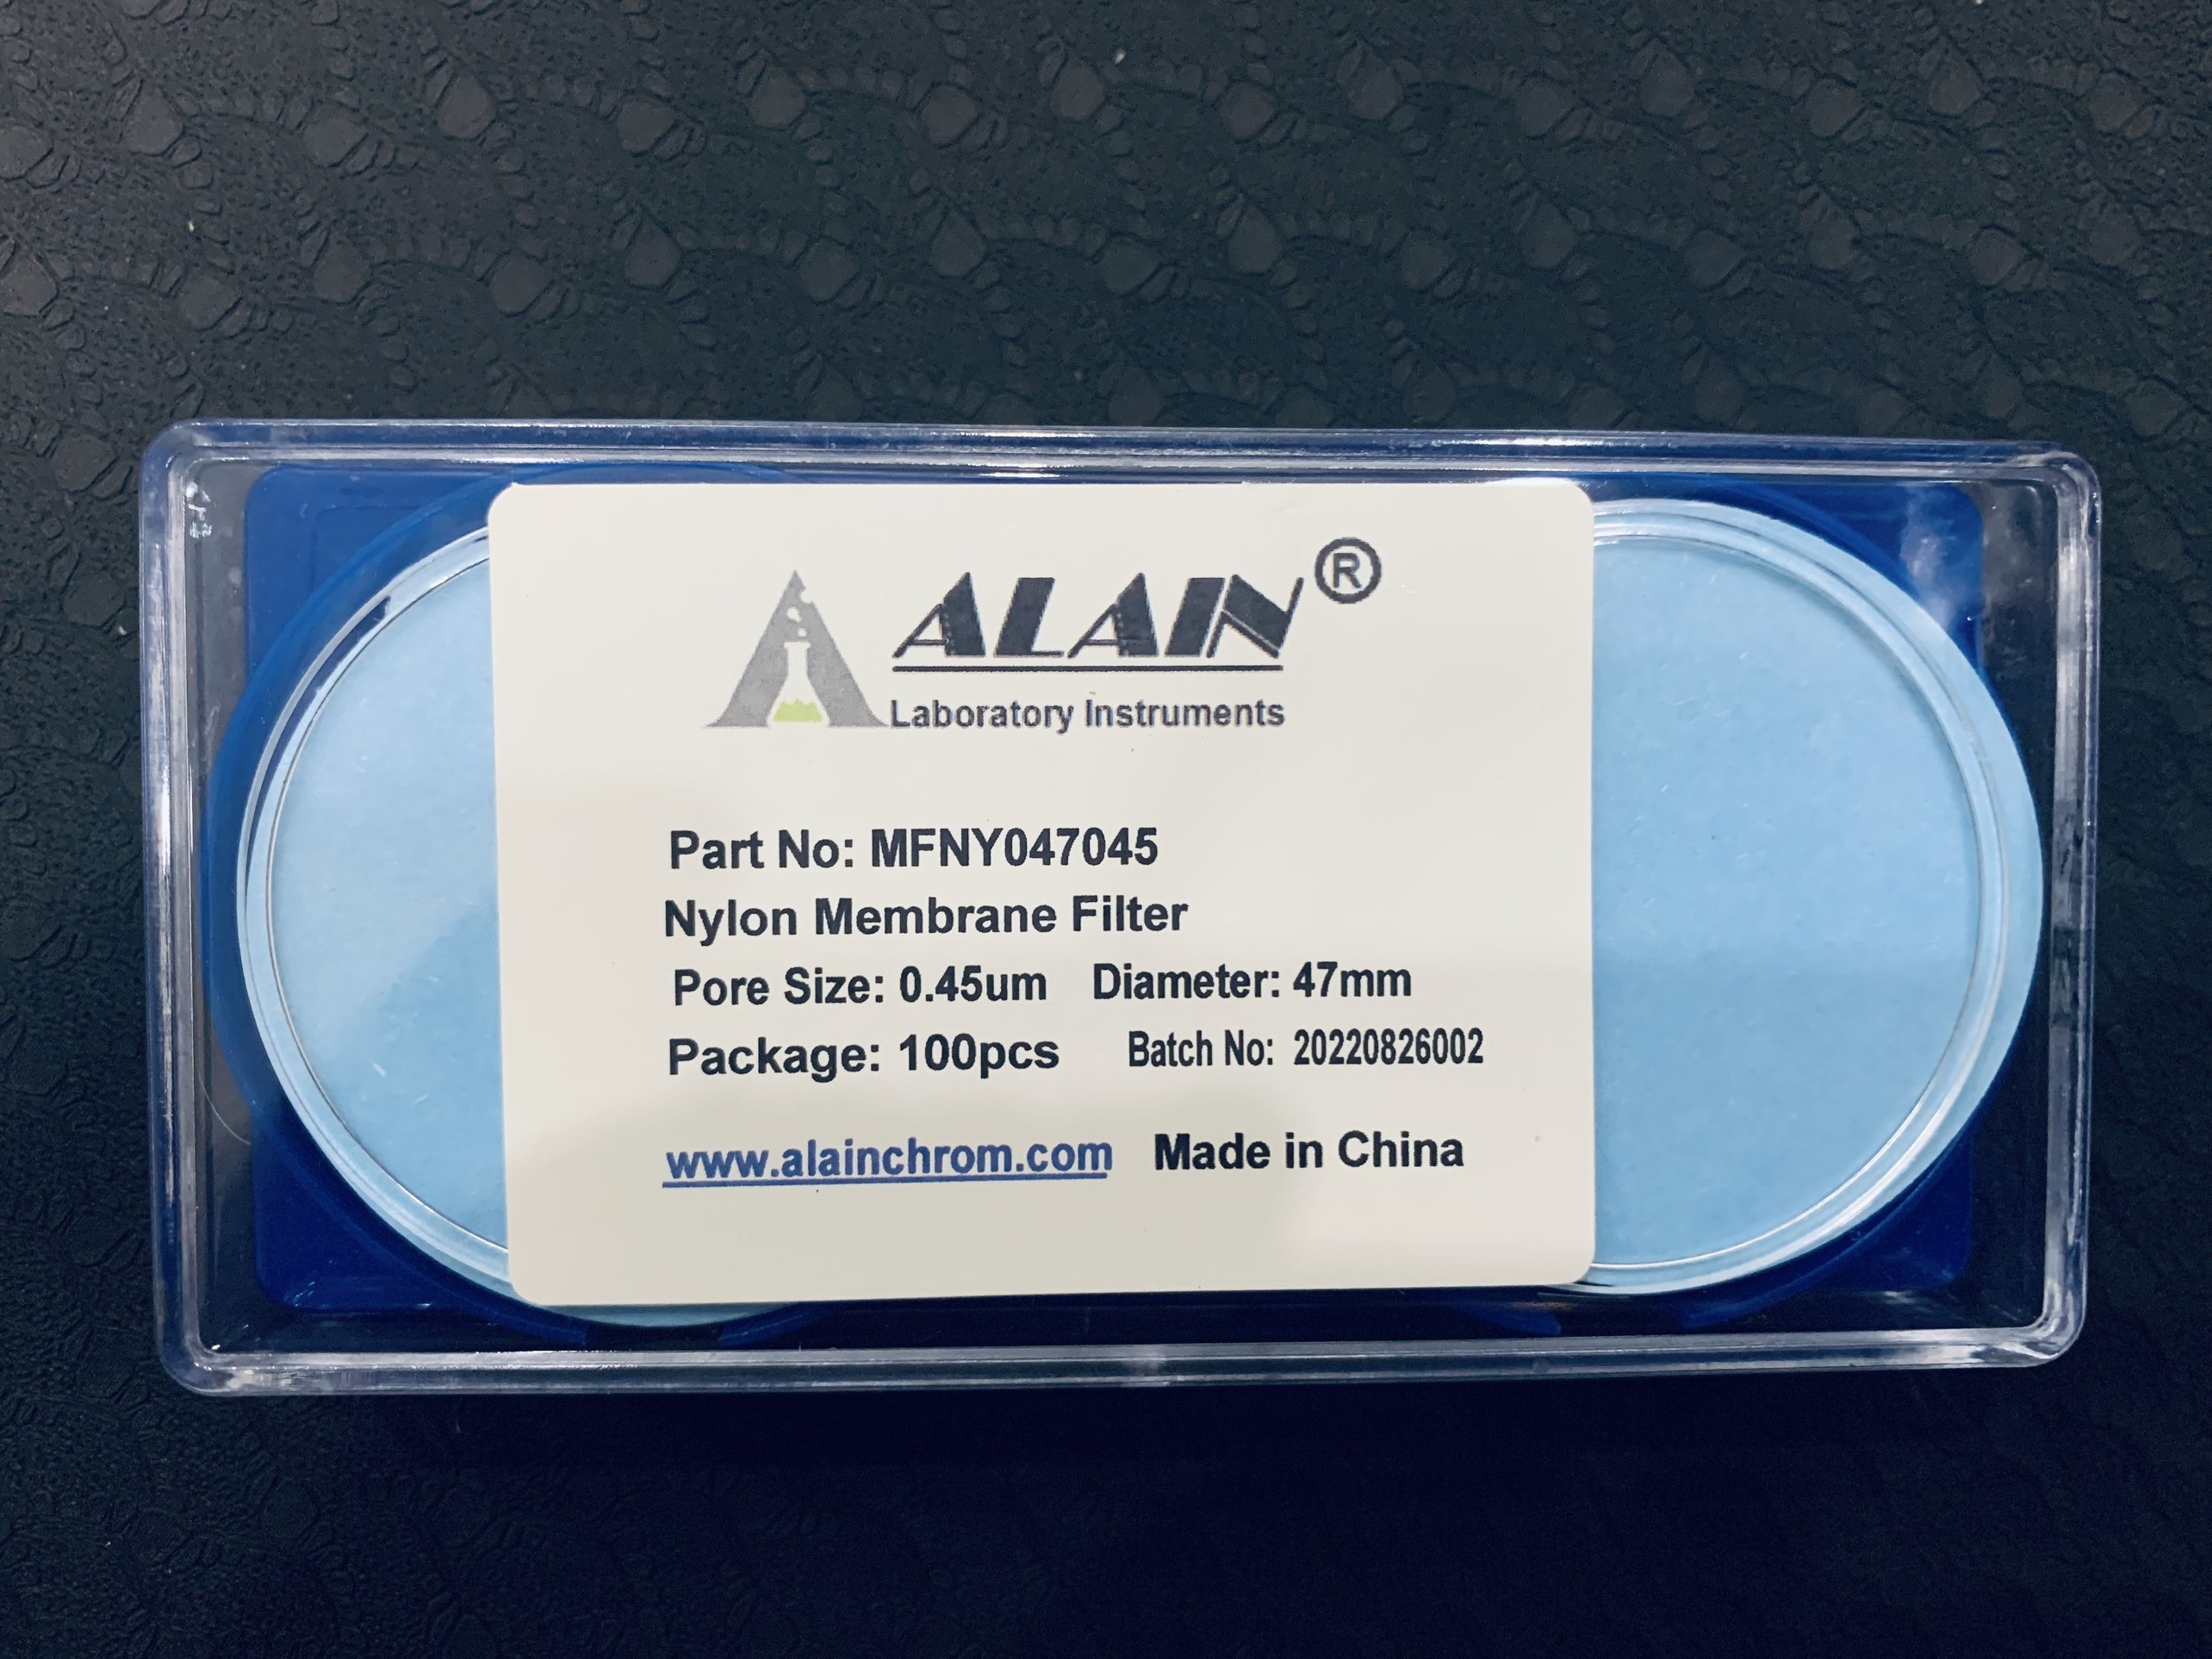 ALAIN®
Laboratory Instruments
Part No: MFNY047045
Nylon Membrane Filter
Pore Size: 0.45um Diameter: 47mm
Package: 100pcs Batch No: 20220826002
www.alainchrom.com Made in China